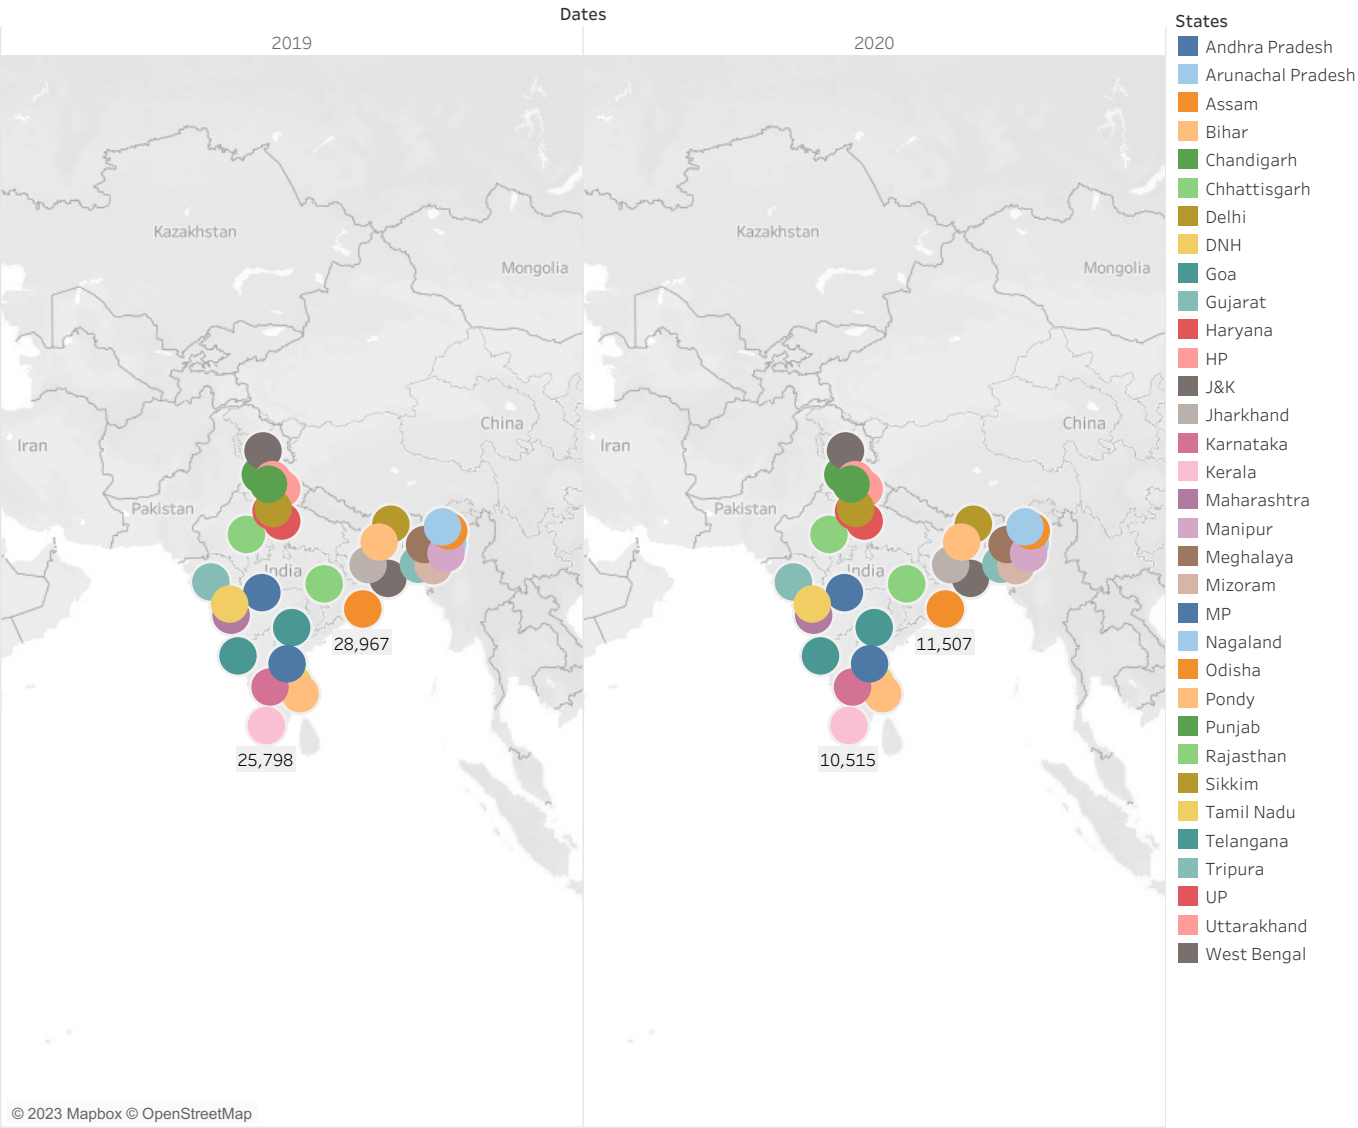 Dates
2019
2020
Kazakhstan
Mongolia
China
Iran
Pakistan
India
28,967
25,798
Kazakhstan
Mongolia
China
Iran
Pakistan
India
11,507
10,515
© 2023 Mapbox © OpenStreetMap
States
Andhra Pradesh
Arunachal Pradesh
Assam
Bihar
Chandigarh
Chhattisgarh
Delhi
DNH
Goa
Gujarat
Haryana
HP
J&K
Jharkhand
Karnataka
Kerala
Maharashtra
Manipur
Meghalaya
Mizoram
MP
Nagaland
Odisha
Pondy
Punjab
Rajasthan
Sikkim
Tamil Nadu
Telangana
Tripura
UP
Uttarakhand
West Bengal